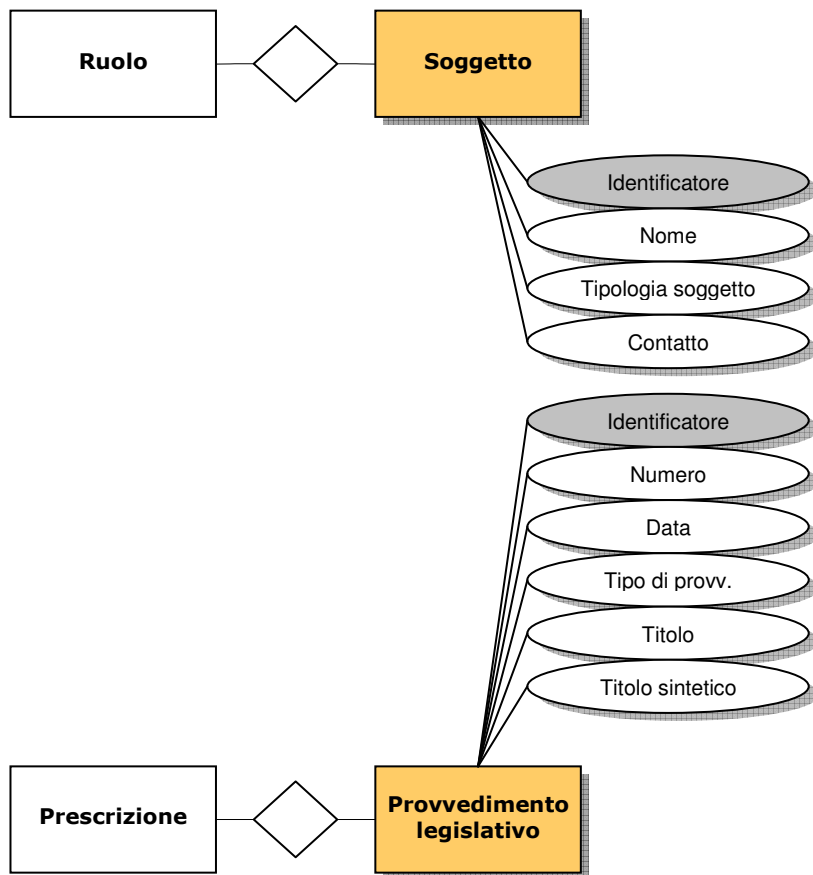 Ruolo
Soggetto
Identificatore
Nome
Tipologia soggetto
Contatto
Identificatore
Numero
Data
Tipo di provv.
Titolo
Titolo sintetico
Prescrizione
Provvedimento
legislativo